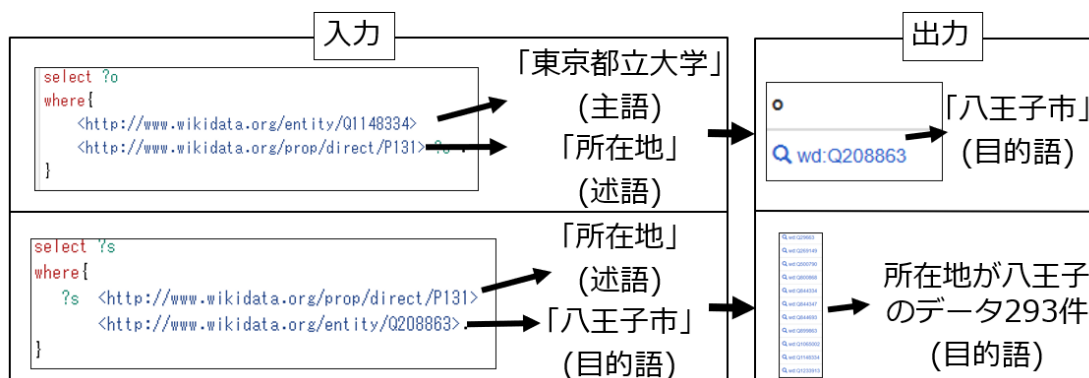 入力
select ?o
where{
<http://www.wikidata.org/entity/Q1148334>
<http://www.wikidata.org/prop/direct/P131> ?o .
}
「東京都立大学」
(主語)
「所在地」
(述語)
出力
o
wd:Q208863
「八王子市」
(目的語)
select ?s
where{
?s <http://www.wikidata.org/prop/direct/P131>
<http://www.wikidata.org/entity/Q208863>.
}
「所在地」
(述語)
「八王子市」
(目的語)
所在地が八王子
のデータ293件
(目的語)